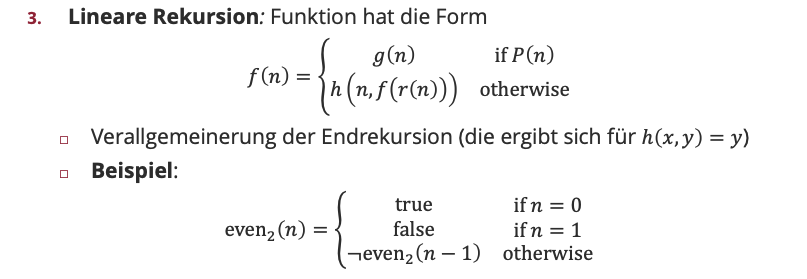 3. Lineare Rekursion: Funktion hat die Form
g(n) if P(n)
f(n) = {
h(n, f(r(n))) otherwise
▫ Verallgemeinerung der Endrekursion (die ergibt sich für h(x, y) = y)
▫ Beispiel:
true if n = 0
even₂(n) = { false if n = 1
¬even₂(n − 1) otherwise